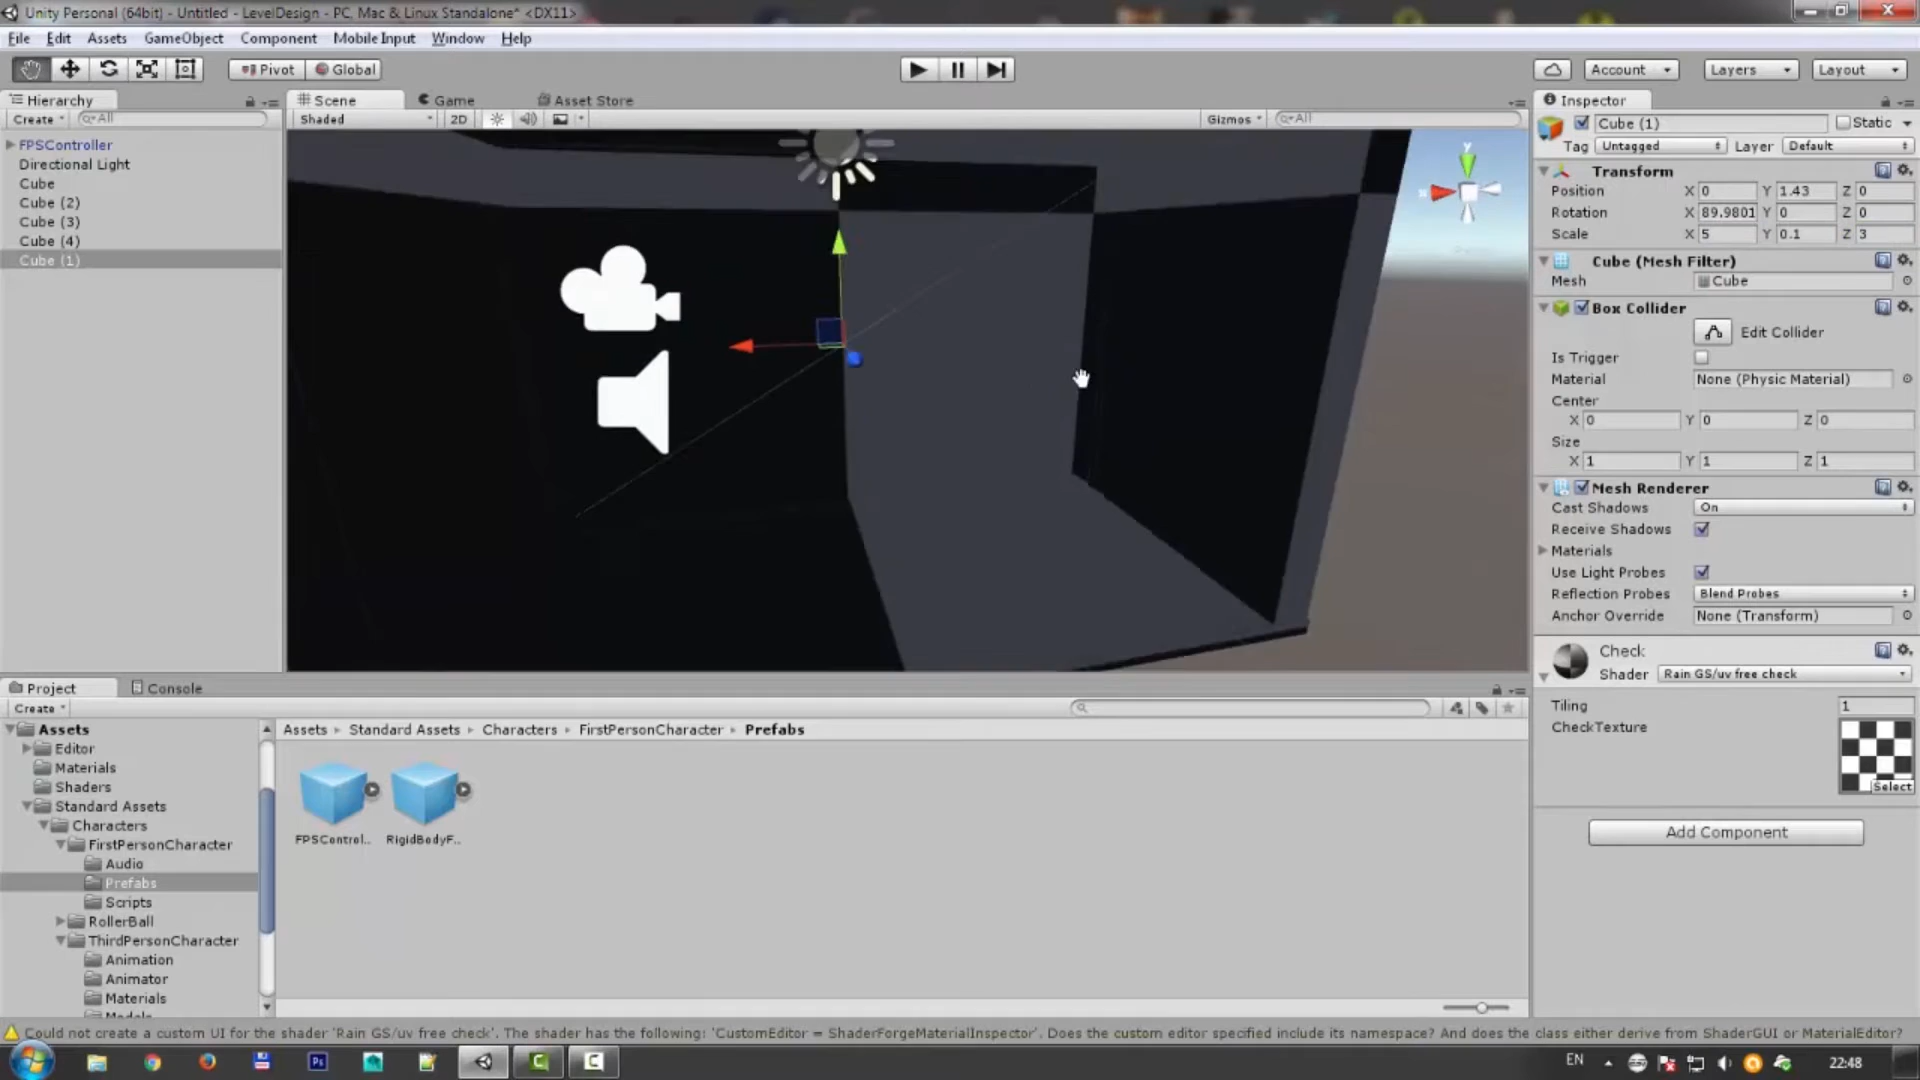 Unity Personal (64bit) - Untitled - LevelDesign - PC, Mac & Linux Standalone* <DX11>
File Edit Assets GameObject Component Mobile Input Window Help
Pivot Global Account Layers Layout
Hierarchy Scene Game Asset Store Inspector
Create All Shaded 2D Gizmos All
Cube (1) Static
Tag Untagged Layer Default
FPSController
Directional Light
Cube
Cube (2)
Cube (3)
Cube (4)
Cube (1)
y
Transform
Position X 0 Y 1.43 Z 0
Rotation X 89.9801 Y 0 Z 0
Scale X 5 Y 0.1 Z 3
Cube (Mesh Filter)
Mesh Cube
Box Collider
Edit Collider
Is Trigger
Material None (Physic Material)
Center
X 0 Y 0 Z 0
Size
X 1 Y 1 Z 1
Mesh Renderer
Cast Shadows On
Receive Shadows
Materials
Use Light Probes
Reflection Probes Blend Probes
Anchor Override None (Transform)
Check
Shader Rain GS/uv free check
Tiling 1
CheckTexture
Select
Add Component
Project Console
Create
Assets
Editor
Materials
Shaders
Standard Assets
Characters
FirstPersonCharacter
Audio
Prefabs
Scripts
RollerBall
ThirdPersonCharacter
Animation
Animator
Materials
Models
Assets Standard Assets Characters FirstPersonCharacter Prefabs
FPSControl.. RigidBodyF..
Could not create a custom UI for the shader 'Rain GS/uv free check'. The shader has the following: 'CustomEditor = ShaderForgeMaterialInspector'. Does the custom editor specified include its namespace? And does the class either derive from ShaderGUI or MaterialEditor?
Ps EN 22:48